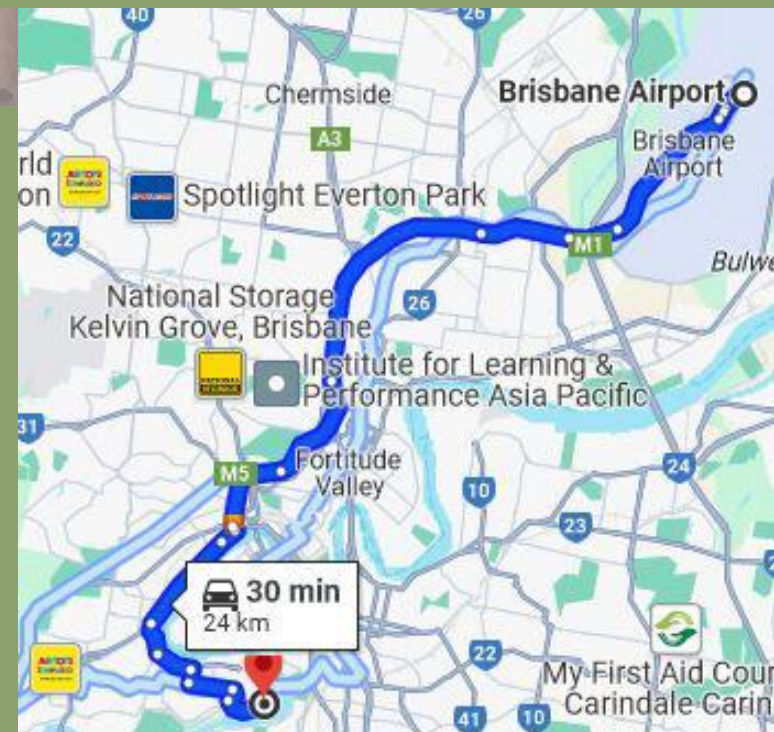 40
26
Chermside
Brisbane Airport
A3
Brisbane
Airport
rld
on
Spotlight Everton Park
22
M1
Bulwe
National Storage
Kelvin Grove, Brisbane
26
Institute for Learning &
Performance Asia Pacific
31
M5
Fortitude
Valley
24
10
23
30 min
24 km
22
My First Aid Cour
Carindale Carin
41
10